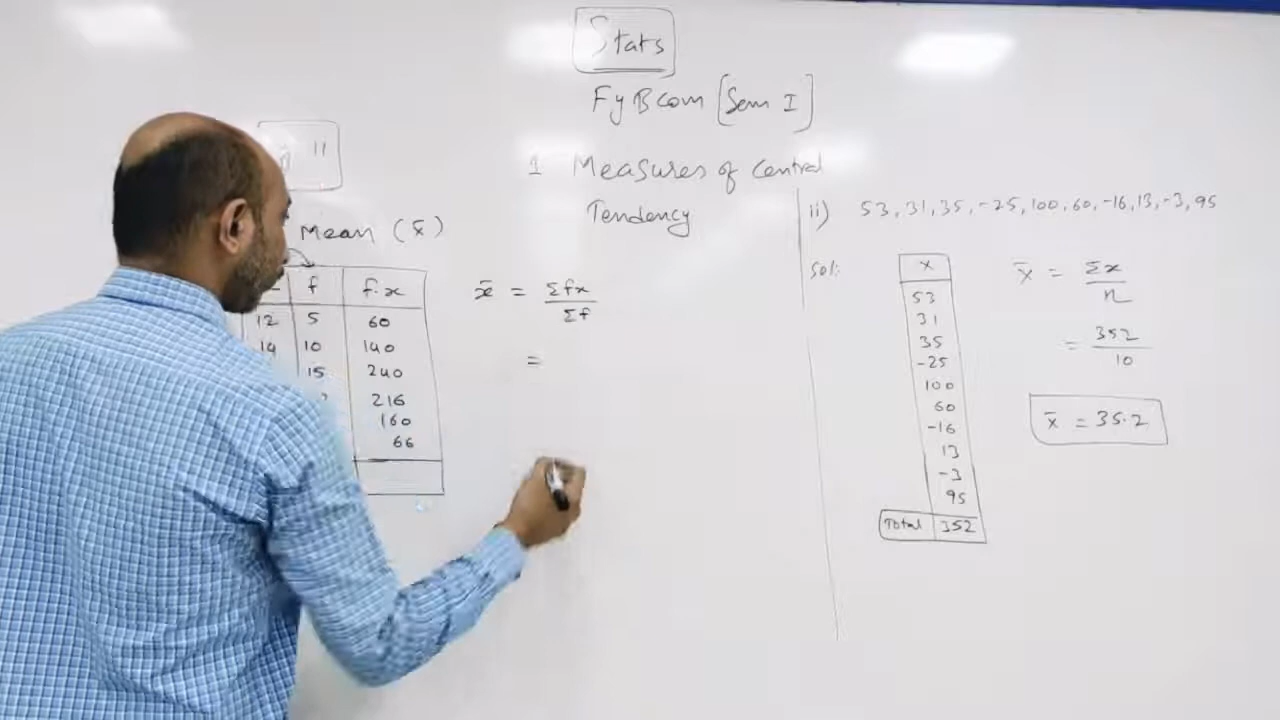 Stats
FyBcom [Sem I]
1 Measures of Central
Tendency
11
Mean (x̄)
f f.x
12 5 60
14 10 140
15 240
216
160
66
x̄ = Σfx / Σf
=
ii) 53, 31, 35, -25, 100, 60, -16, 13, -3, 95
Sol:
x
53
31
35
-25
100
60
-16
13
-3
95
Total 352
x̄ = Σx / n
= 352 / 10
x̄ = 35.2